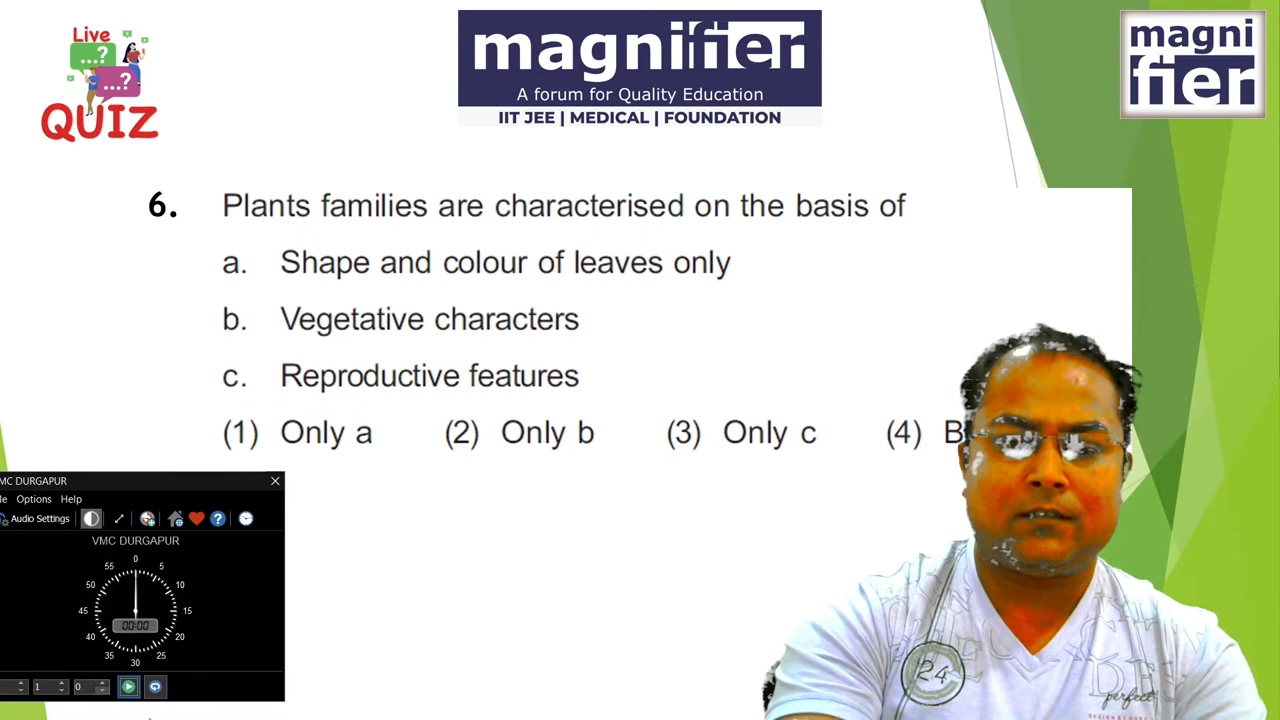 Live
...?
...?
QUIZ
magnifier
A forum for Quality Education
IIT JEE | MEDICAL | FOUNDATION
magni
fier
6. Plants families are characterised on the basis of
a. Shape and colour of leaves only
b. Vegetative characters
c. Reproductive features
(1) Only a (2) Only b (3) Only c (4) B
MC DURGAPUR
le Options Help
Audio Settings
VMC DURGAPUR
0
55 5
50 10
45 15
00:00
40 20
35 25
30
1 0
24
perfect